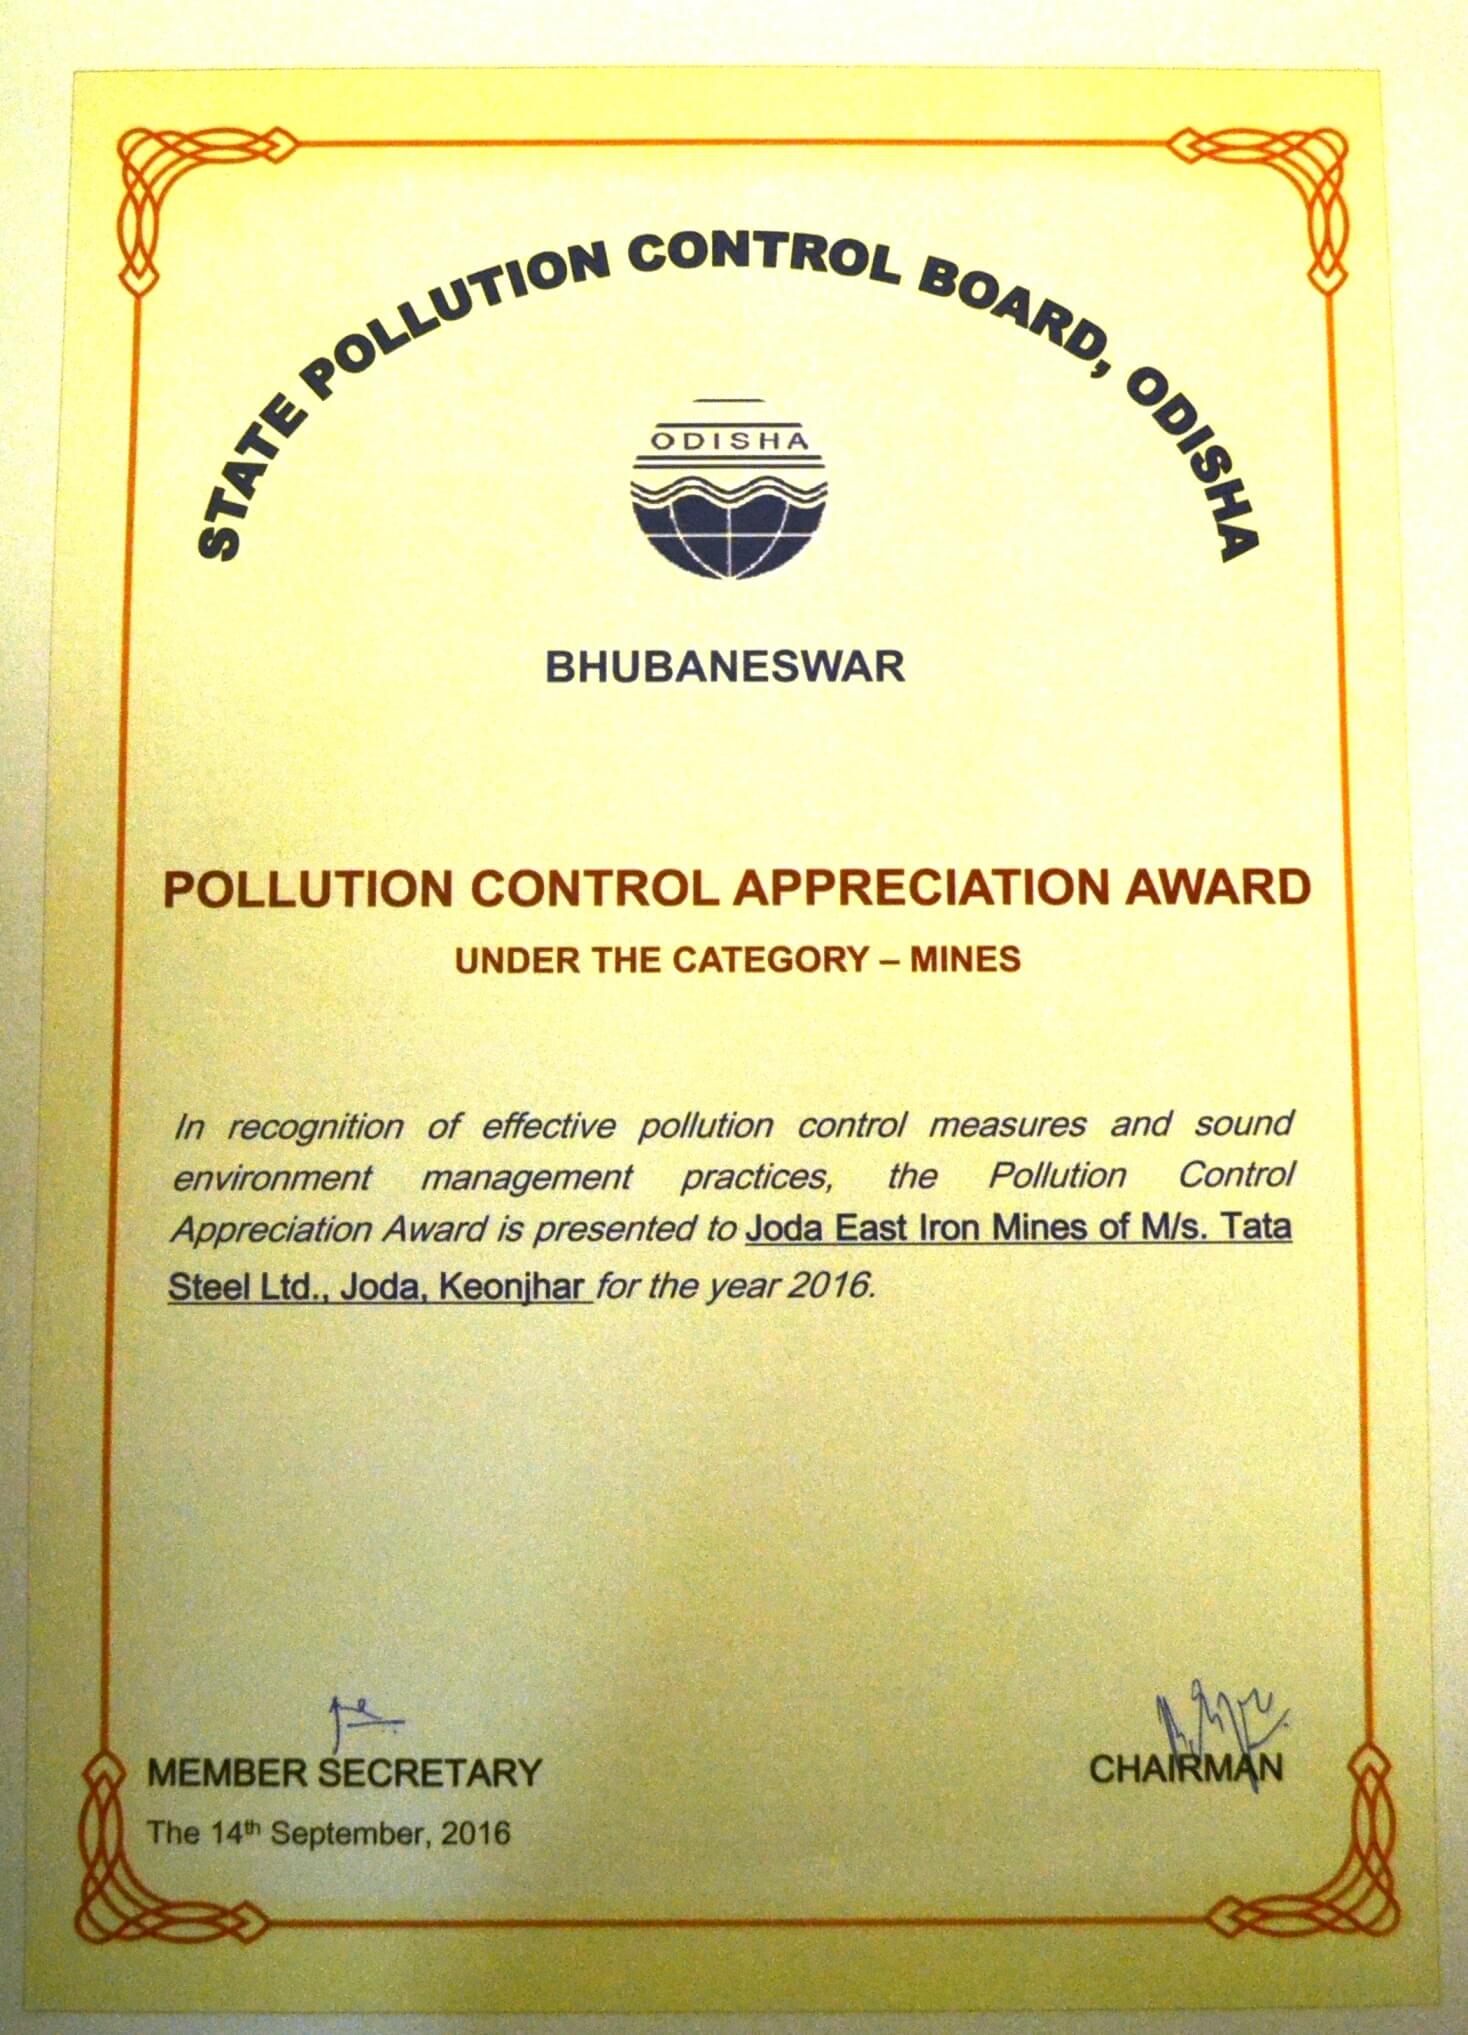 STATE POLLUTION CONTROL BOARD, ODISHA
ODISHA
BHUBANESWAR
POLLUTION CONTROL APPRECIATION AWARD
UNDER THE CATEGORY – MINES
In recognition of effective pollution control measures and sound
environment management practices, the Pollution Control
Appreciation Award is presented to Joda East Iron Mines of M/s. Tata
Steel Ltd., Joda, Keonjhar for the year 2016.
MEMBER SECRETARY
CHAIRMAN
The 14th September, 2016